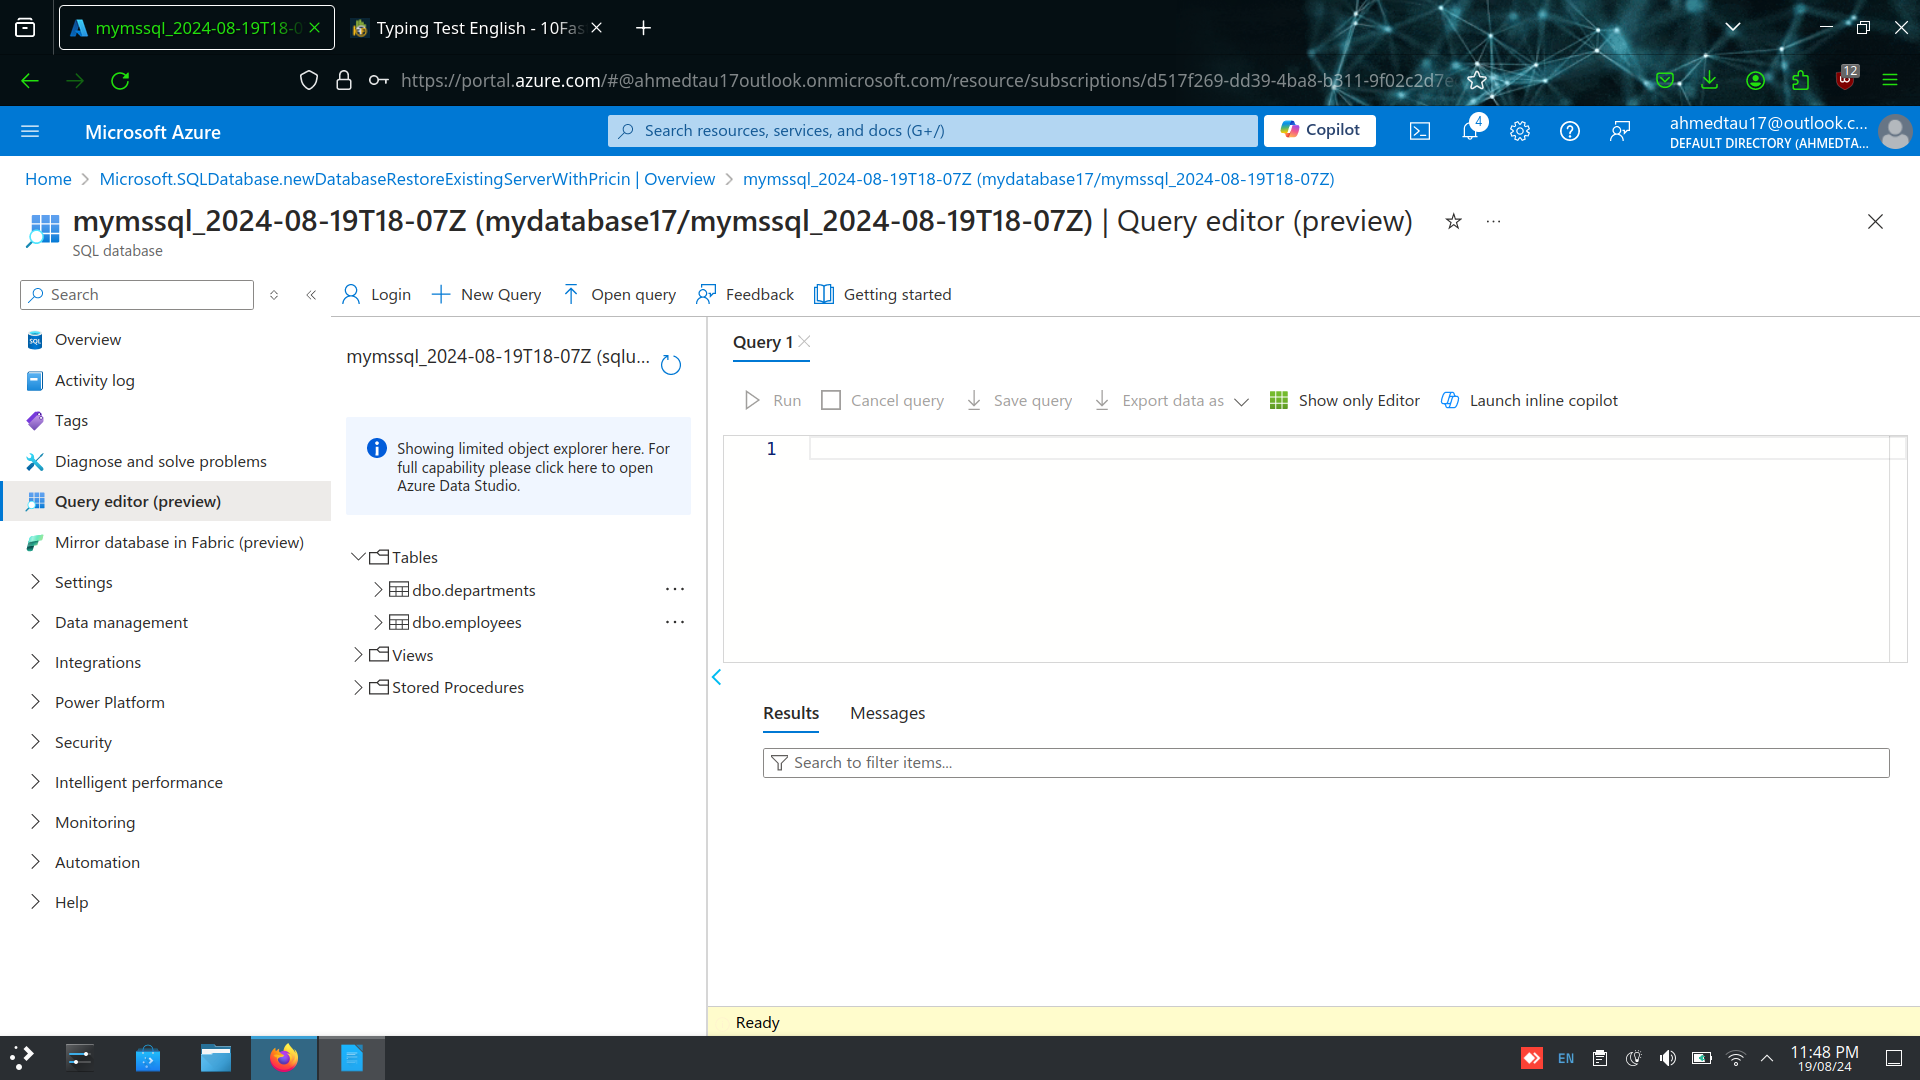 mymssql_2024-08-19T18-0
Typing Test English - 10Fas
https://portal.azure.com/#@ahmedtau17outlook.onmicrosoft.com/resource/subscriptions/d517f269-dd39-4ba8-b311-9f02c2d7e
12
Microsoft Azure
Search resources, services, and docs (G+/)
Copilot
4
ahmedtau17@outlook.c...
DEFAULT DIRECTORY (AHMEDTA...
Home > Microsoft.SQLDatabase.newDatabaseRestoreExistingServerWithPricin | Overview > mymssql_2024-08-19T18-07Z (mydatabase17/mymssql_2024-08-19T18-07Z)
mymssql_2024-08-19T18-07Z (mydatabase17/mymssql_2024-08-19T18-07Z) | Query editor (preview)
SQL database
Search
Login
New Query
Open query
Feedback
Getting started
Overview
Activity log
Tags
Diagnose and solve problems
Query editor (preview)
Mirror database in Fabric (preview)
Settings
Data management
Integrations
Power Platform
Security
Intelligent performance
Monitoring
Automation
Help
mymssql_2024-08-19T18-07Z (sqlu...
Showing limited object explorer here. For
full capability please click here to open
Azure Data Studio.
Tables
dbo.departments
dbo.employees
Views
Stored Procedures
Query 1
Run
Cancel query
Save query
Export data as
Show only Editor
Launch inline copilot
1
Results
Messages
Search to filter items...
Ready
EN
11:48 PM
19/08/24